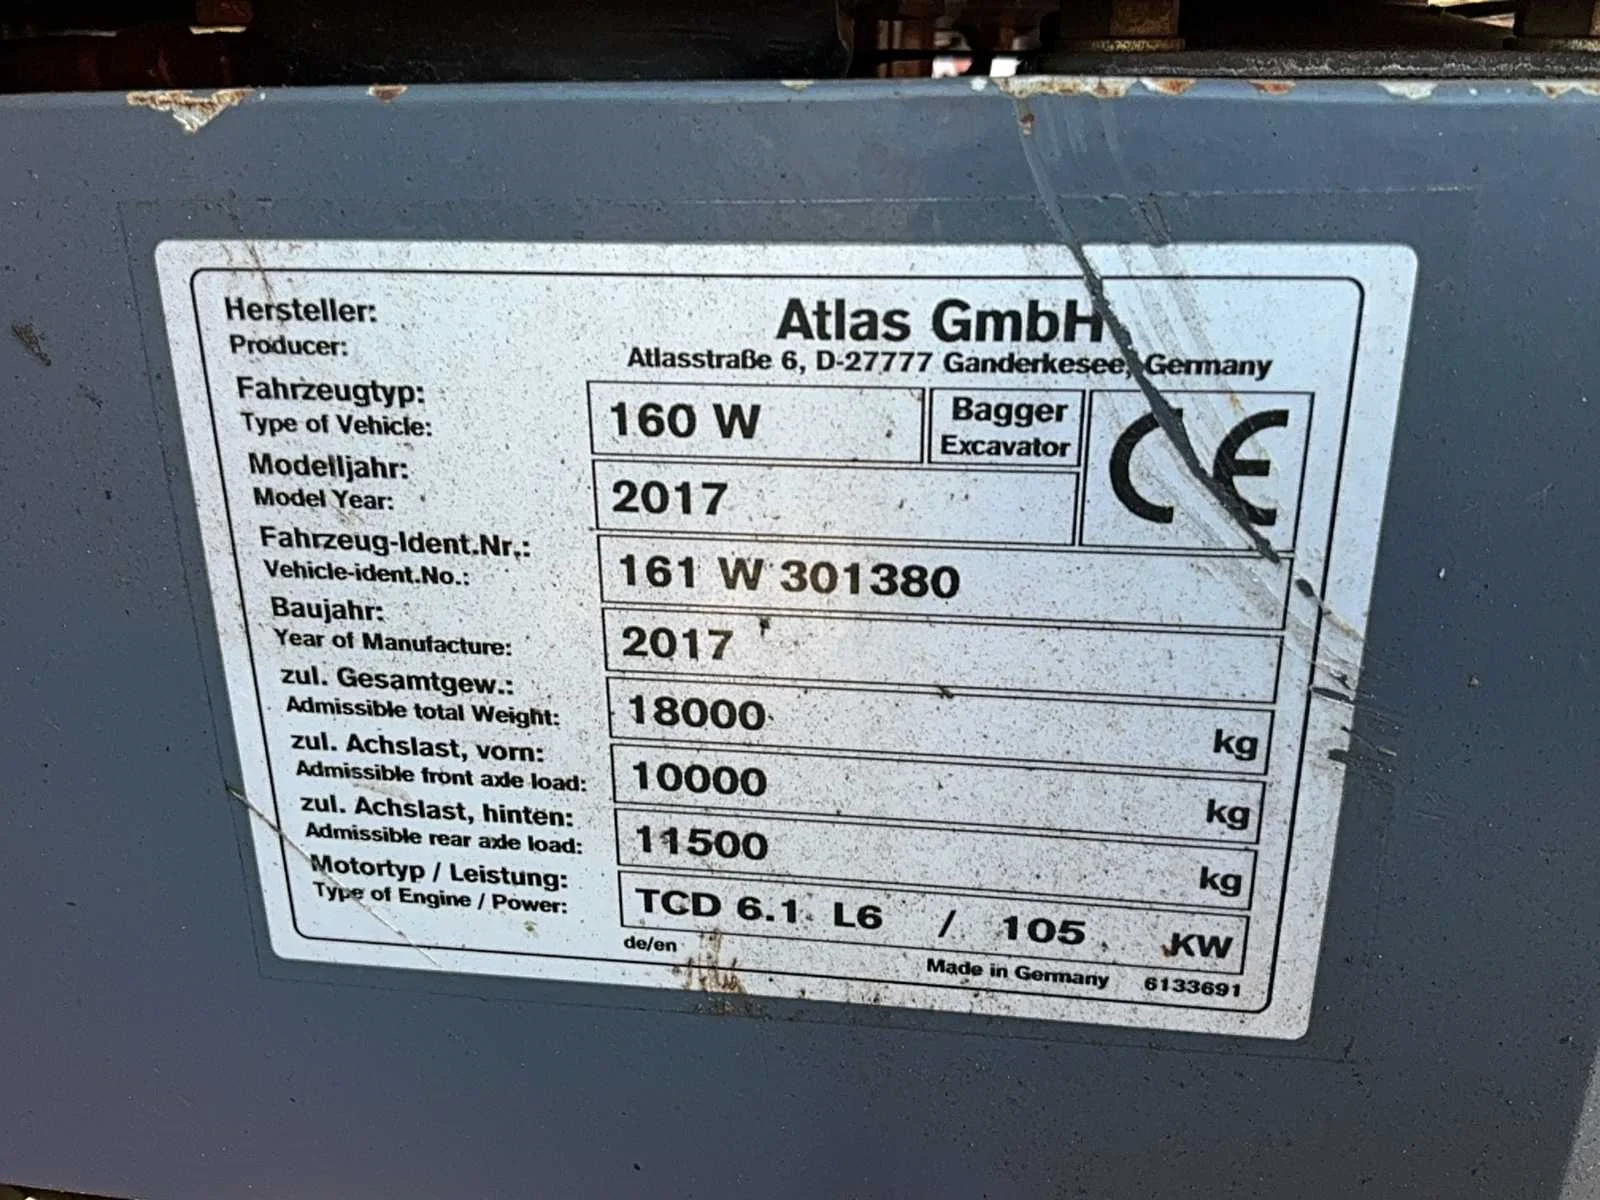 Hersteller:
Producer:
Atlas GmbH
Atlasstraße 6, D-27777 Ganderkesee, Germany
Fahrzeugtyp:
Type of Vehicle:
160 W
Bagger
Excavator
CE
Modelljahr:
Model Year:
2017
Fahrzeug-Ident.Nr.:
Vehicle-ident.No.:
161 W 301380
Baujahr:
Year of Manufacture:
2017
zul. Gesamtgew.:
Admissible total Weight:
18000 kg
zul. Achslast, vorn:
Admissible front axle load:
10000 kg
zul. Achslast, hinten:
Admissible rear axle load:
11500 kg
Motortyp / Leistung:
Type of Engine / Power:
TCD 6.1 L6 / 105 KW
de/en
Made in Germany 6133691